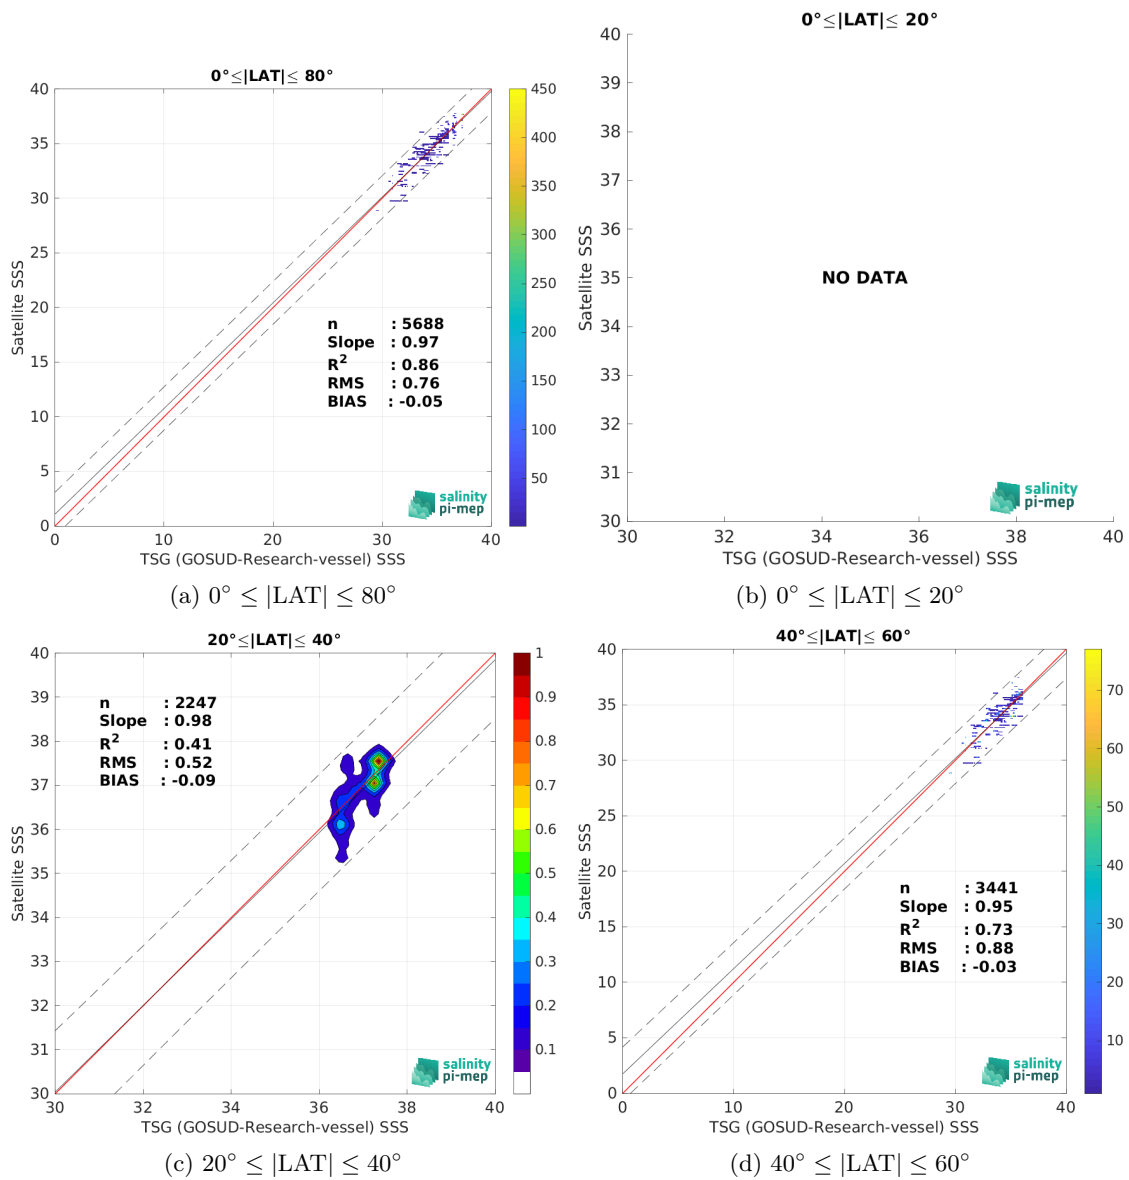 0°≤|LAT|≤ 80°
40
35
30
25
20
15
10
5
0
0 10 20 30 40
Satellite SSS
TSG (GOSUD-Research-vessel) SSS
n : 5688
Slope : 0.97
R² : 0.86
RMS : 0.76
BIAS : -0.05
salinity
pi-mep
450
400
350
300
250
200
150
100
50
(a) 0° ≤ |LAT| ≤ 80°
0°≤|LAT|≤ 20°
40
39
38
37
36
35
34
33
32
31
30
30 32 34 36 38 40
Satellite SSS
NO DATA
salinity
pi-mep
TSG (GOSUD-Research-vessel) SSS
(b) 0° ≤ |LAT| ≤ 20°
20°≤|LAT|≤ 40°
40
39
38
37
36
35
34
33
32
31
30
30 32 34 36 38 40
Satellite SSS
n : 2247
Slope : 0.98
R² : 0.41
RMS : 0.52
BIAS : -0.09
salinity
pi-mep
TSG (GOSUD-Research-vessel) SSS
1
0.9
0.8
0.7
0.6
0.5
0.4
0.3
0.2
0.1
(c) 20° ≤ |LAT| ≤ 40°
40°≤|LAT|≤ 60°
40
35
30
25
20
15
10
5
0
0 10 20 30 40
Satellite SSS
n : 3441
Slope : 0.95
R² : 0.73
RMS : 0.88
BIAS : -0.03
salinity
pi-mep
TSG (GOSUD-Research-vessel) SSS
70
60
50
40
30
20
10
(d) 40° ≤ |LAT| ≤ 60°